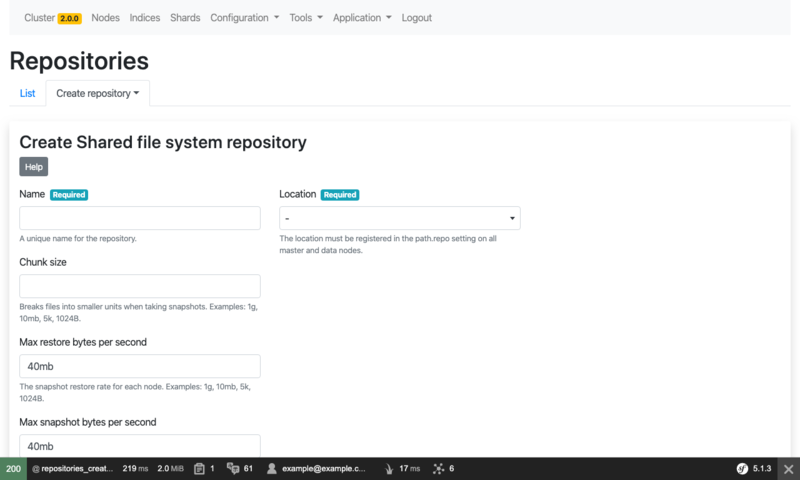 Cluster 2.0.0 Nodes Indices Shards Configuration Tools Application Logout
Repositories
List Create repository
Create Shared file system repository
Help
Name Required
A unique name for the repository.
Location Required
-
The location must be registered in the path.repo setting on all
master and data nodes.
Chunk size
Breaks files into smaller units when taking snapshots. Examples: 1g,
10mb, 5k, 1024B.
Max restore bytes per second
40mb
The snapshot restore rate for each node. Examples: 1g, 10mb, 5k,
1024B.
Max snapshot bytes per second
40mb
200 @ repositories_creat... 219 ms 2.0 MiB 1 61 example@example.c... 17 ms 6 sf 5.1.3